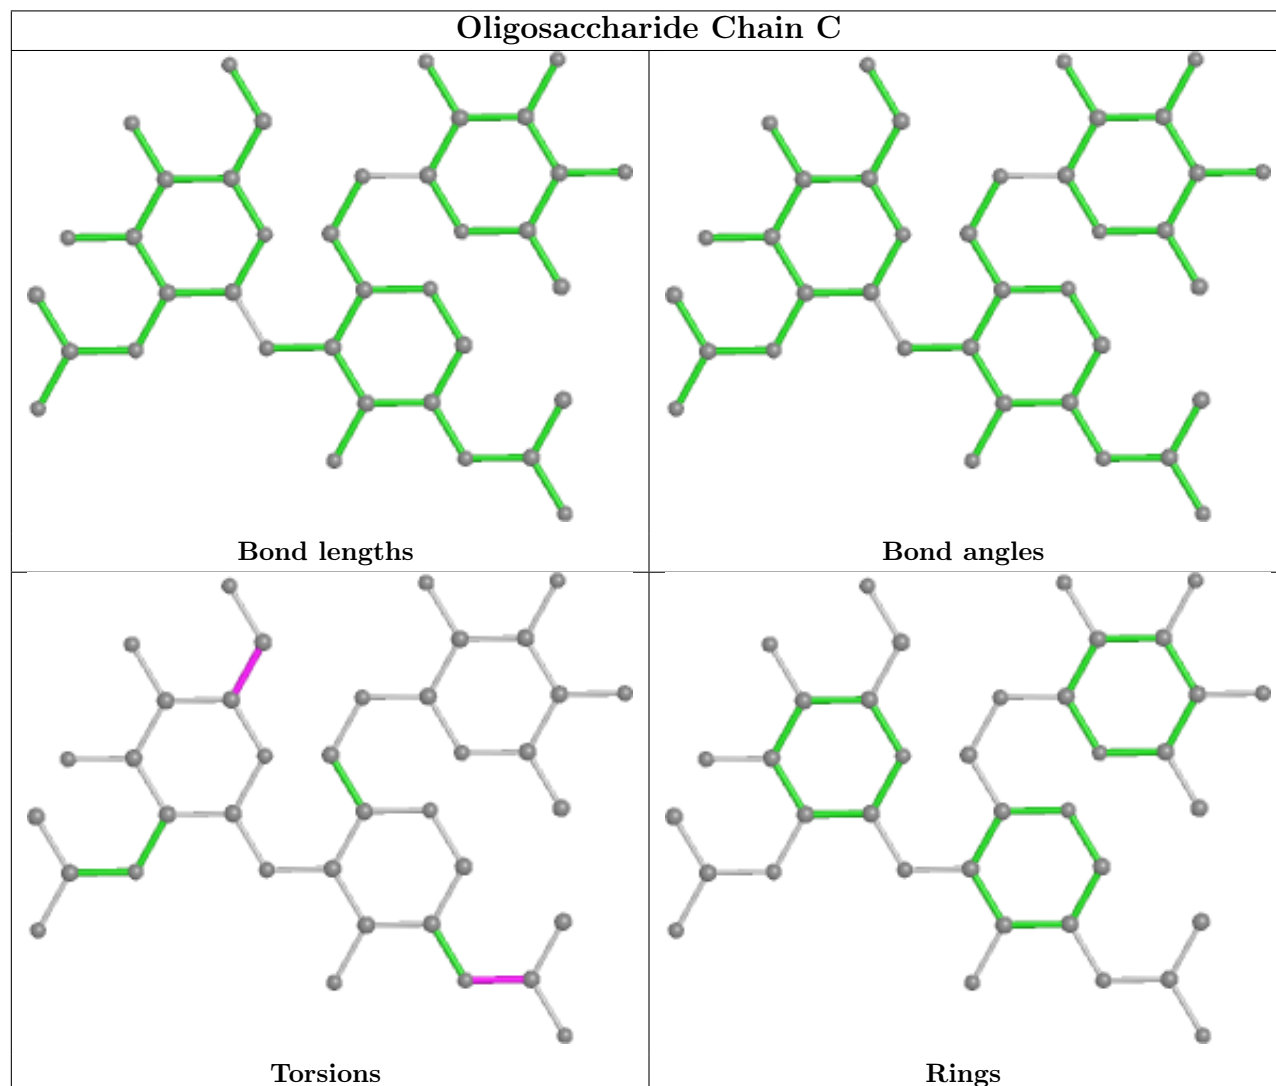 Oligosaccharide Chain C
Bond lengths
Bond angles
Torsions
Rings